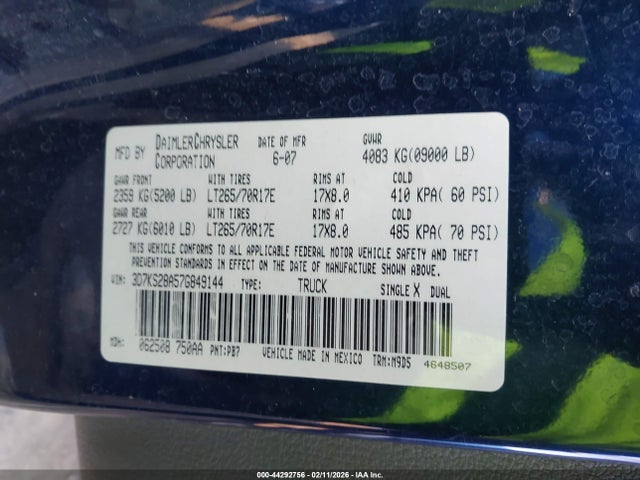 MFD BY DAIMLERCHRYSLER CORPORATION DATE OF MFR 6-07 GVWR 4083 KG(09000 LB)
GAWR FRONT WITH TIRES RIMS AT COLD
2359 KG(5200 LB) LT265/70R17E 17X8.0 410 KPA( 60 PSI)
GAWR REAR WITH TIRES RIMS AT COLD
2727 KG(6010 LB) LT265/70R17E 17X8.0 485 KPA( 70 PSI)
THIS VEHICLE CONFORMS TO ALL APPLICABLE FEDERAL MOTOR VEHICLE SAFETY AND THEFT
PREVENTION STANDARDS IN EFFECT ON THE DATE OF MANUFACTURE SHOWN ABOVE.
VIN: 3D7KS28A57G849144 TYPE: TRUCK SINGLE X DUAL
MDH: 062508 750AA PNT:PB7 VEHICLE MADE IN MEXICO TRM:M9D5 4648507
000-44292756 - 02/11/2026 - IAA Inc.